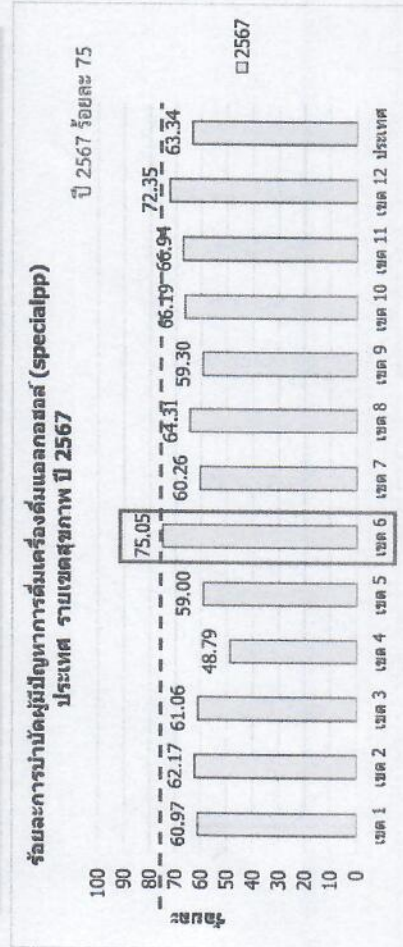 ร้อยละการบำบัดผู้มีปัญหาการดื่มเครื่องดื่มแอลกอฮอล์ (specialpp)
ประเทศ รายเขตสุขภาพ ปี 2567
ปี 2567 ร้อยละ 75
ร้อยละ
100
90
80
70
60
50
40
30
20
10
0
60.97
62.17
61.06
48.79
59.00
75.05
60.26
64.31
59.30
66.19
66.94
72.35
63.34
เขต 1
เขต 2
เขต 3
เขต 4
เขต 5
เขต 6
เขต 7
เขต 8
เขต 9
เขต 10
เขต 11
เขต 12
ประเทศ
2567